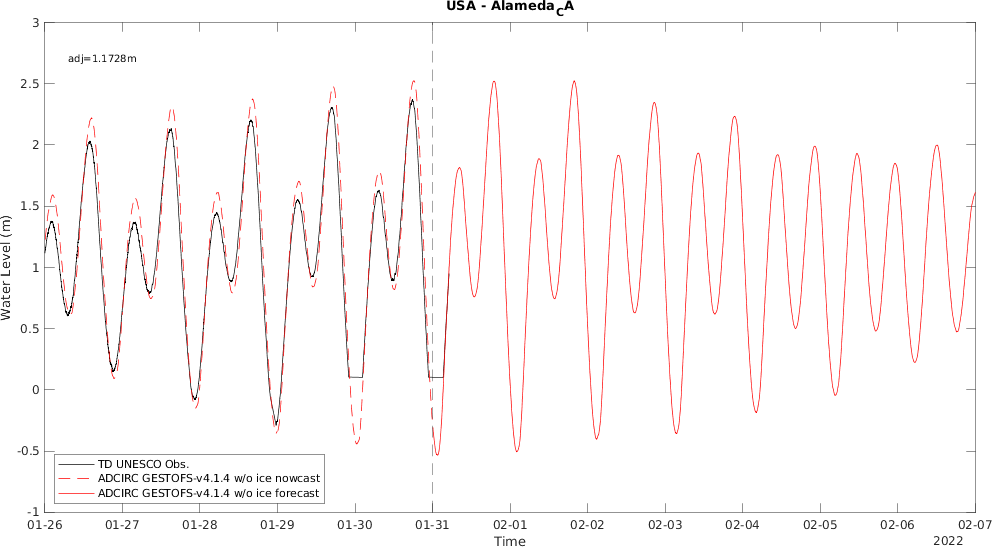 USA - AlamedaCA
adj=1.1728m
3
2.5
2
1.5
1
0.5
0
-0.5
-1
Water Level (m)
TD UNESCO Obs.
ADCIRC GESTOFS-v4.1.4 w/o ice nowcast
ADCIRC GESTOFS-v4.1.4 w/o ice forecast
01-26 01-27 01-28 01-29 01-30 01-31 02-01 02-02 02-03 02-04 02-05 02-06 02-07
Time
2022